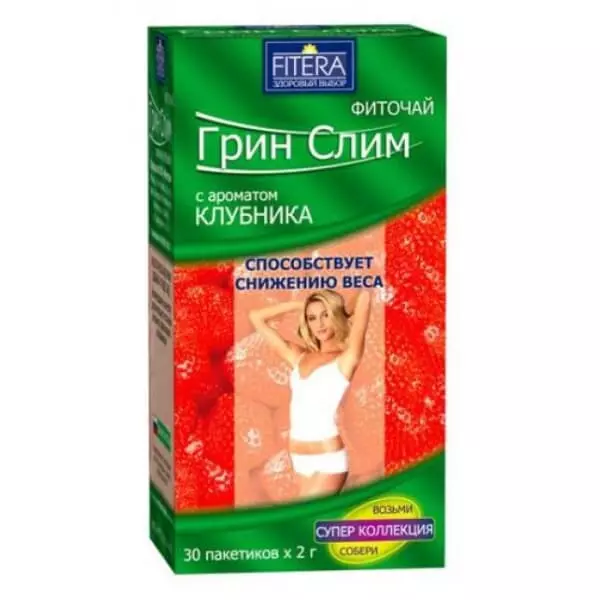 FITERA
ЗДОРОВЫЙ ВЫБОР
ФИТОЧАЙ
Грин Слим
с ароматом
КЛУБНИКА
СПОСОБСТВУЕТ
СНИЖЕНИЮ ВЕСА
ВОЗЬМИ
СУПЕР КОЛЛЕКЦИЯ
СОБЕРИ
30 пакетиков х 2 г